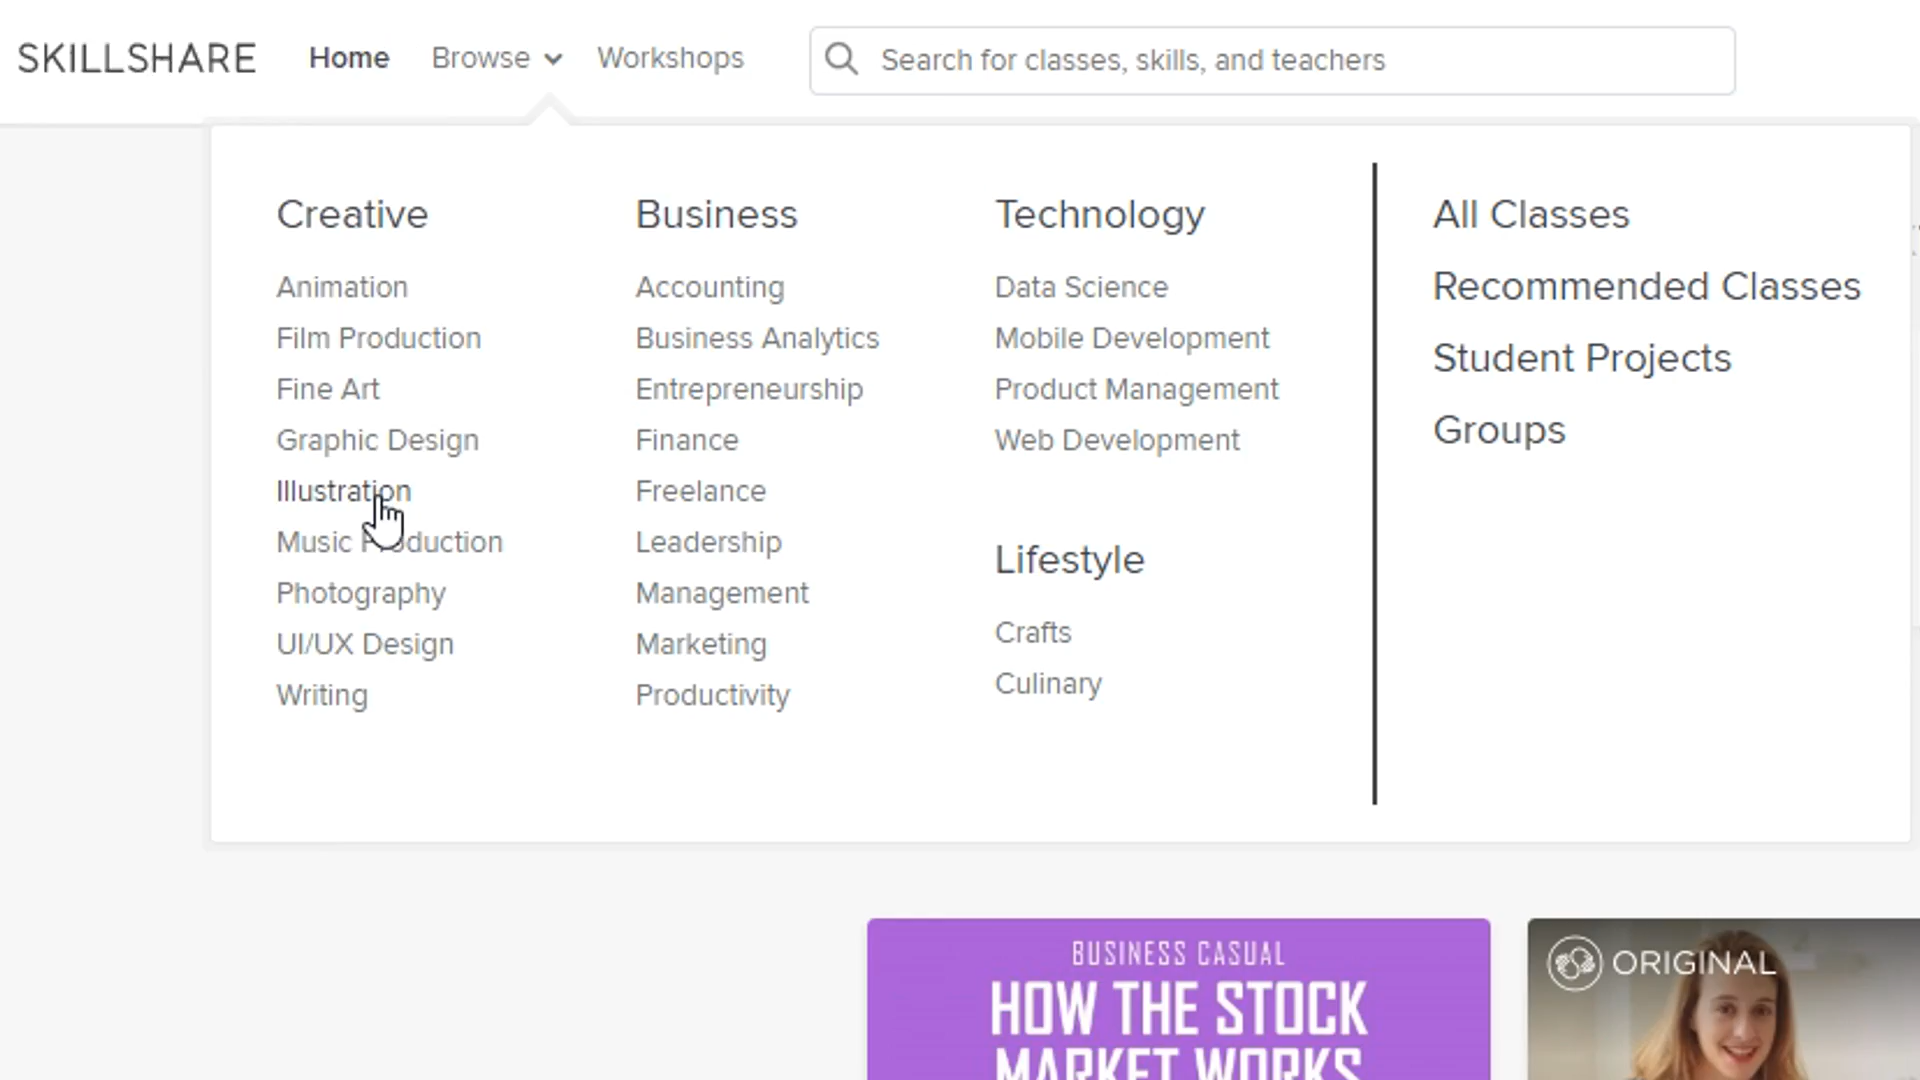 SKILLSHARE Home Browse Workshops Search for classes, skills, and teachers
Creative
Animation
Film Production
Fine Art
Graphic Design
Illustration
Music Production
Photography
UI/UX Design
Writing
Business
Accounting
Business Analytics
Entrepreneurship
Finance
Freelance
Leadership
Management
Marketing
Productivity
Technology
Data Science
Mobile Development
Product Management
Web Development
Lifestyle
Crafts
Culinary
All Classes
Recommended Classes
Student Projects
Groups
BUSINESS CASUAL
HOW THE STOCK
MARKET WORKS
ORIGINAL